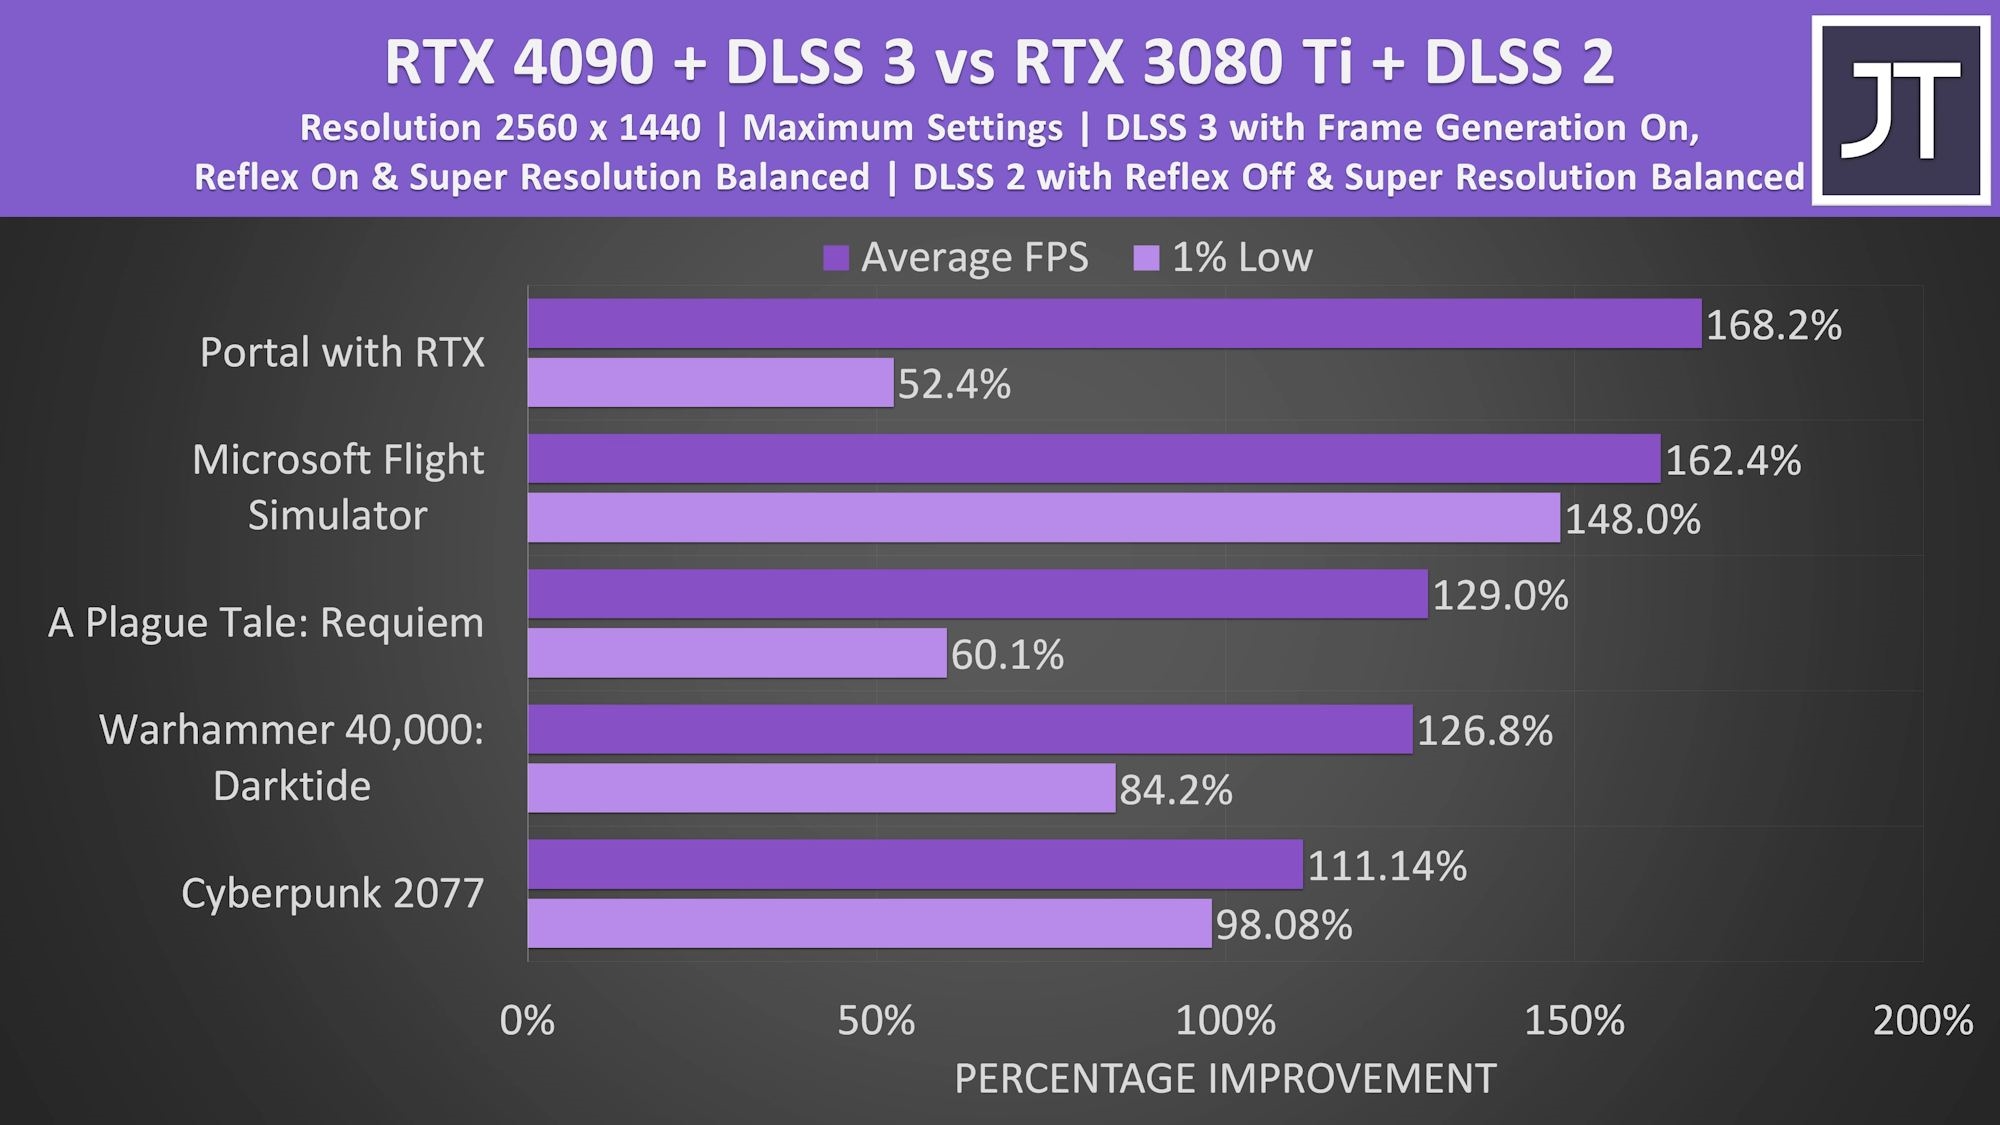 RTX 4090 + DLSS 3 vs RTX 3080 Ti + DLSS 2
Resolution 2560 x 1440 | Maximum Settings | DLSS 3 with Frame Generation On,
Reflex On & Super Resolution Balanced | DLSS 2 with Reflex Off & Super Resolution Balanced
JT
Average FPS 1% Low
Portal with RTX
168.2%
52.4%
Microsoft Flight
Simulator
162.4%
148.0%
A Plague Tale: Requiem
129.0%
60.1%
Warhammer 40,000:
Darktide
126.8%
84.2%
Cyberpunk 2077
111.14%
98.08%
0% 50% 100% 150% 200%
PERCENTAGE IMPROVEMENT